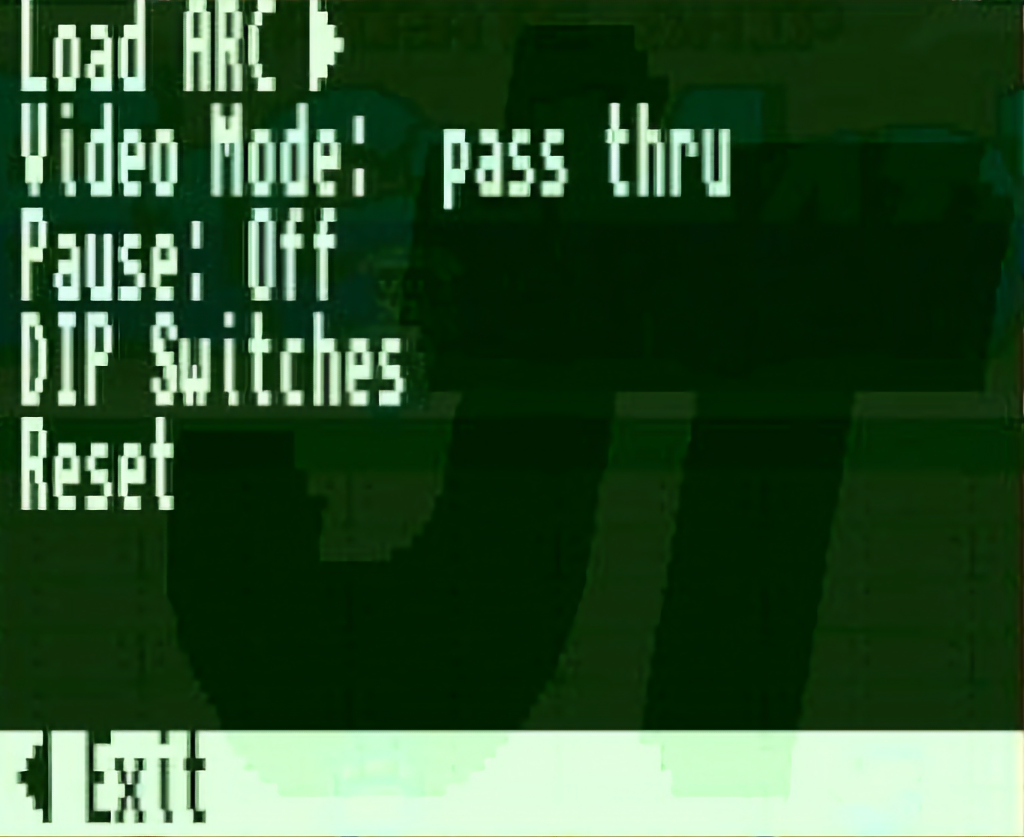 Load ARC ▶
Video Mode: pass thru
Pause: Off
DIP Switches
Reset
◀ Exit